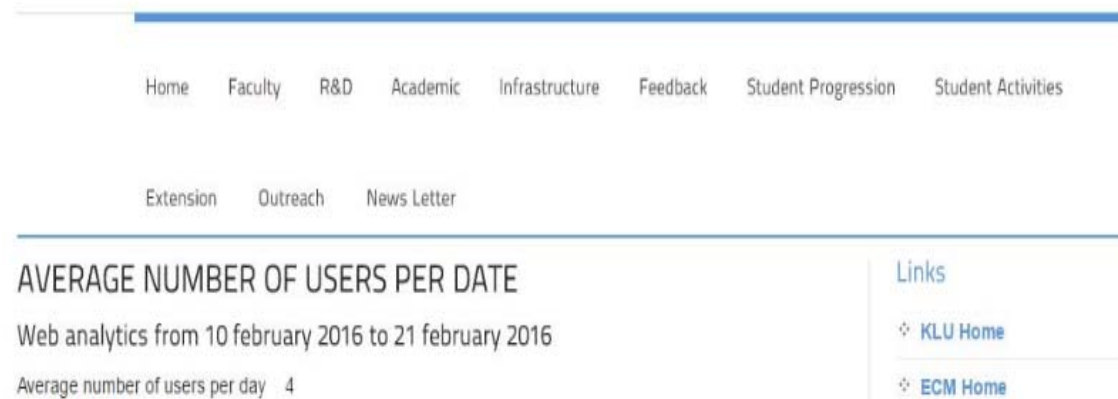 Home Faculty R&D Academic Infrastructure Feedback Student Progression Student Activities
Extension Outreach News Letter
AVERAGE NUMBER OF USERS PER DATE
Web analytics from 10 february 2016 to 21 february 2016
Average number of users per day 4
Links
KLU Home
ECM Home